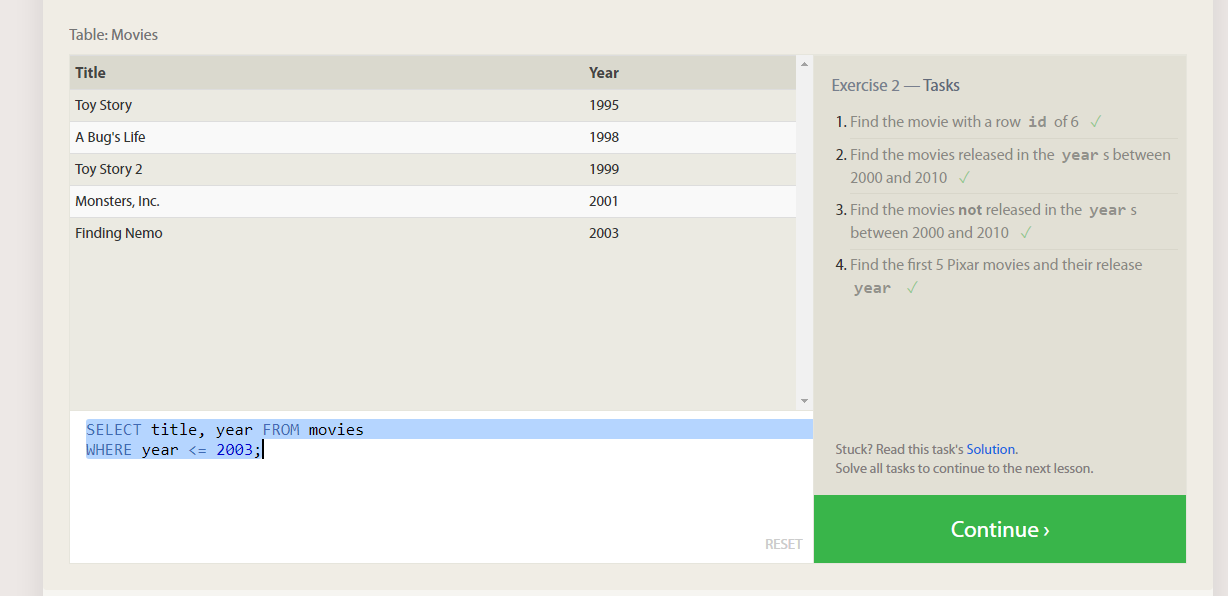 Table: Movies
Title Year
Toy Story 1995
A Bug's Life 1998
Toy Story 2 1999
Monsters, Inc. 2001
Finding Nemo 2003
SELECT title, year FROM movies
WHERE year <= 2003;
RESET
Exercise 2 — Tasks
1. Find the movie with a row id of 6 ✓
2. Find the movies released in the year s between
2000 and 2010 ✓
3. Find the movies not released in the year s
between 2000 and 2010 ✓
4. Find the first 5 Pixar movies and their release
year ✓
Stuck? Read this task's Solution.
Solve all tasks to continue to the next lesson.
Continue ›